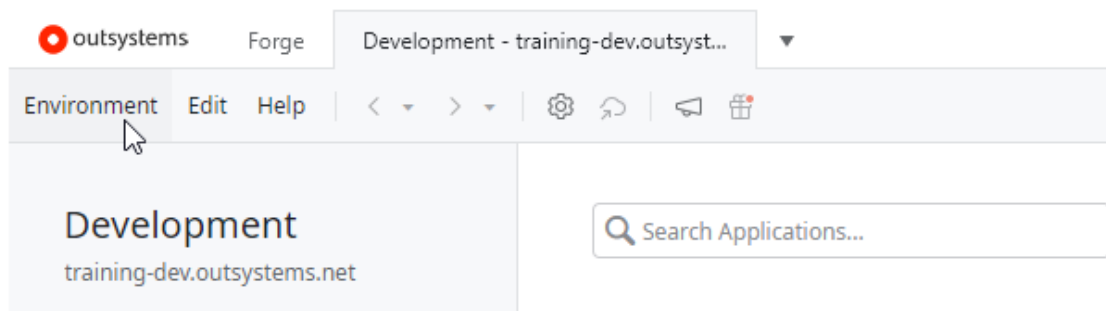 outsystems Forge Development - training-dev.outsyst...
Environment Edit Help
Development
training-dev.outsystems.net
Search Applications...